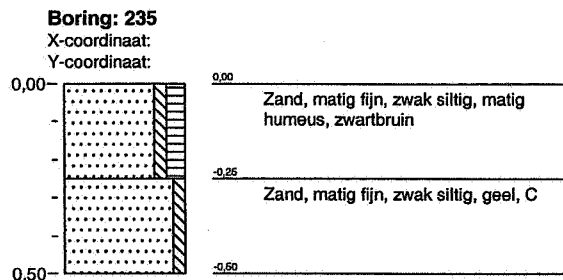 Boring: 235
X-coordinaat:
Y-coordinaat:
0,00
0,00
Zand, matig fijn, zwak siltig, matig
humeus, zwartbruin
-0,25
Zand, matig fijn, zwak siltig, geel, C
0,50
-0,50